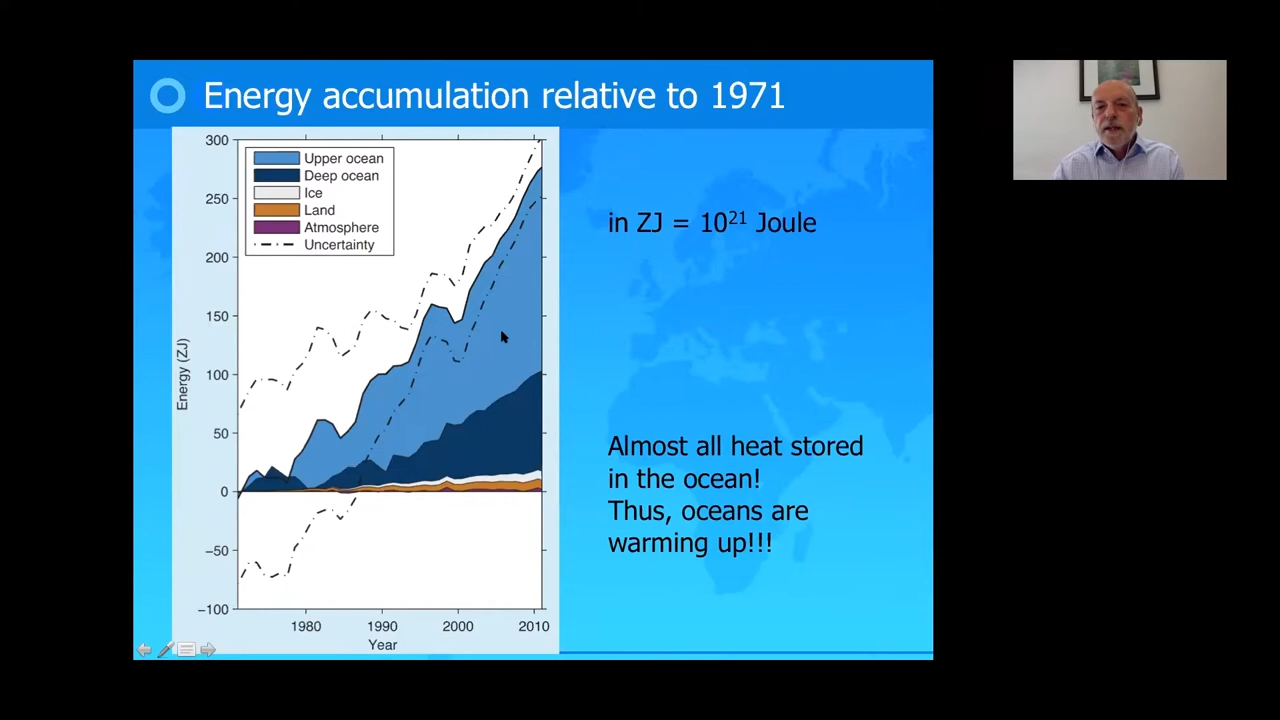 Energy accumulation relative to 1971
300
250
200
150
100
50
0
−50
−100
Energy (ZJ)
Upper ocean
Deep ocean
Ice
Land
Atmosphere
Uncertainty
1980 1990 2000 2010
Year
in ZJ = 10²¹ Joule
Almost all heat stored
in the ocean!
Thus, oceans are
warming up!!!